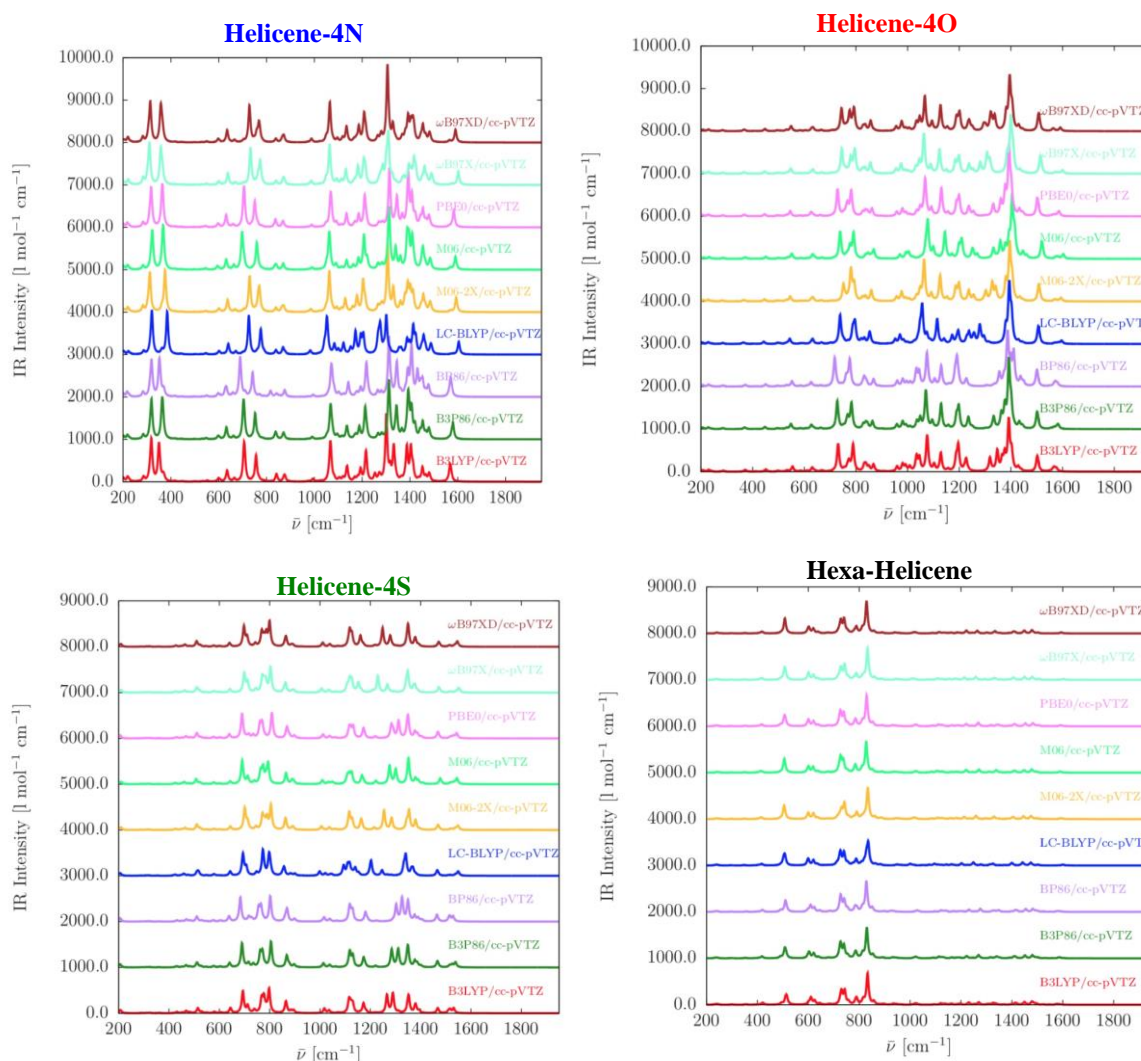 Helicene-4N
10000.0
9000.0
8000.0
7000.0
6000.0
5000.0
4000.0
3000.0
2000.0
1000.0
0.0
IR Intensity [l mol⁻¹ cm⁻¹]
ωB97XD/cc-pVTZ
ωB97X/cc-pVTZ
PBE0/cc-pVTZ
M06/cc-pVTZ
M06-2X/cc-pVTZ
LC-BLYP/cc-pVTZ
BP86/cc-pVTZ
B3P86/cc-pVTZ
B3LYP/cc-pVTZ
200 400 600 800 1000 1200 1400 1600 1800
ν̄ [cm⁻¹]
Helicene-4O
10000.0
9000.0
8000.0
7000.0
6000.0
5000.0
4000.0
3000.0
2000.0
1000.0
0.0
IR Intensity [l mol⁻¹ cm⁻¹]
ωB97XD/cc-pVTZ
ωB97X/cc-pVTZ
PBE0/cc-pVTZ
M06/cc-pVTZ
M06-2X/cc-pVTZ
LC-BLYP/cc-pVTZ
BP86/cc-pVTZ
B3P86/cc-pVTZ
B3LYP/cc-pVTZ
200 400 600 800 1000 1200 1400 1600 1800
ν̄ [cm⁻¹]
Helicene-4S
9000.0
8000.0
7000.0
6000.0
5000.0
4000.0
3000.0
2000.0
1000.0
0.0
IR Intensity [l mol⁻¹ cm⁻¹]
ωB97XD/cc-pVTZ
ωB97X/cc-pVTZ
PBE0/cc-pVTZ
M06/cc-pVTZ
M06-2X/cc-pVTZ
LC-BLYP/cc-pVTZ
BP86/cc-pVTZ
B3P86/cc-pVTZ
B3LYP/cc-pVTZ
200 400 600 800 1000 1200 1400 1600 1800
ν̄ [cm⁻¹]
Hexa-Helicene
9000.0
8000.0
7000.0
6000.0
5000.0
4000.0
3000.0
2000.0
1000.0
0.0
IR Intensity [l mol⁻¹ cm⁻¹]
ωB97XD/cc-pVTZ
ωB97X/cc-pVTZ
PBE0/cc-pVTZ
M06/cc-pVTZ
M06-2X/cc-pVTZ
LC-BLYP/cc-pVT
BP86/cc-pVTZ
B3P86/cc-pVTZ
B3LYP/cc-pVTZ
200 400 600 800 1000 1200 1400 1600 1800
ν̄ [cm⁻¹]